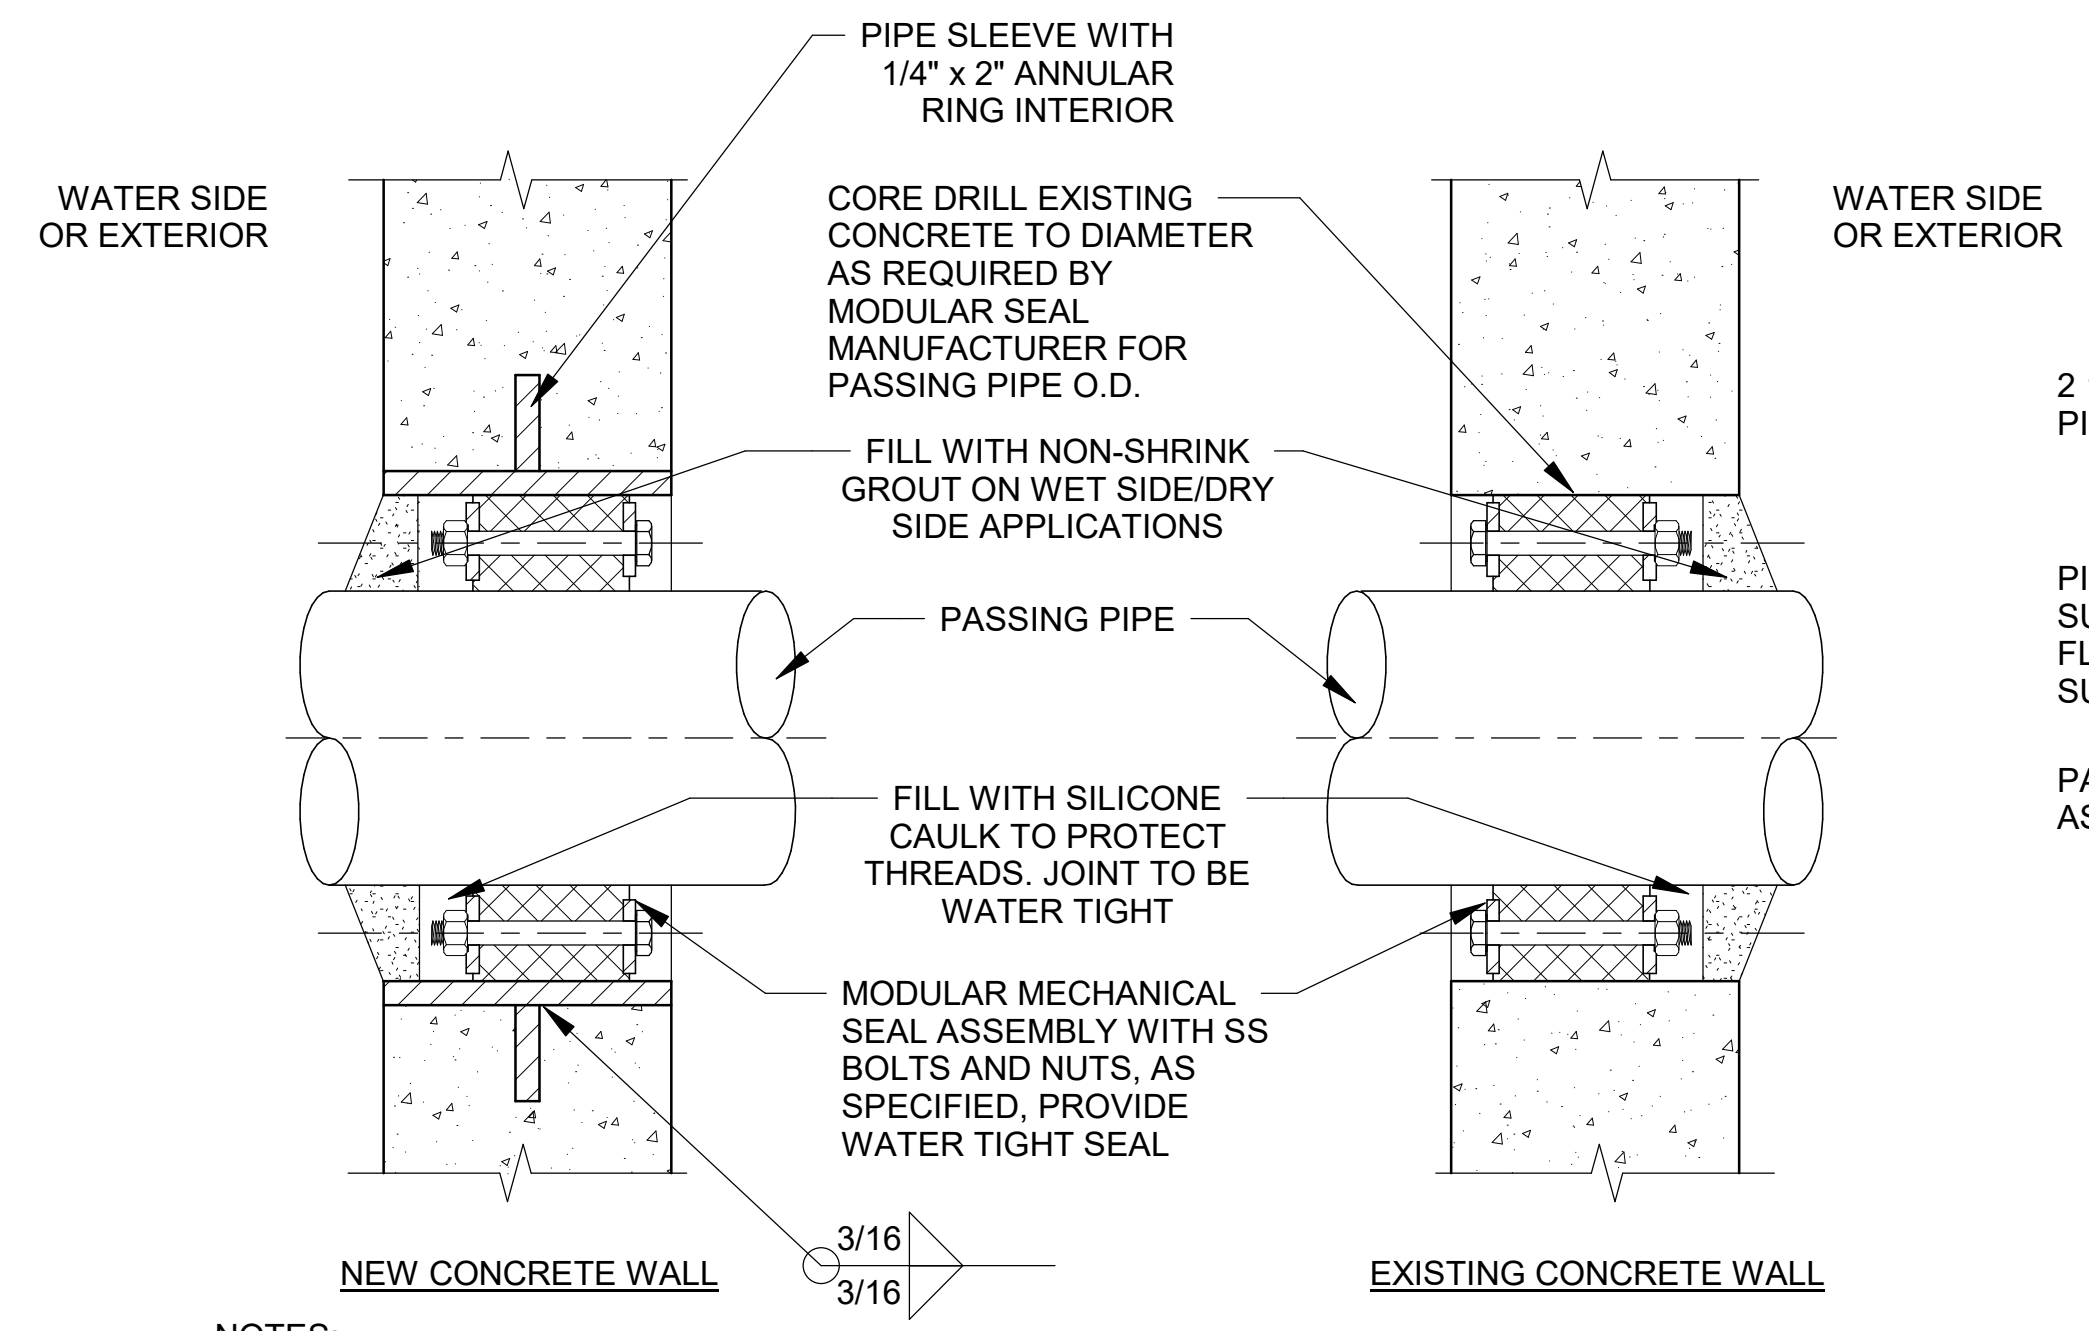 PIPE SLEEVE WITH
1/4" x 2" ANNULAR
RING INTERIOR
WATER SIDE
OR EXTERIOR
CORE DRILL EXISTING
CONCRETE TO DIAMETER
AS REQUIRED BY
MODULAR SEAL
MANUFACTURER FOR
PASSING PIPE O.D.
WATER SIDE
OR EXTERIOR
FILL WITH NON-SHRINK
GROUT ON WET SIDE/DRY
SIDE APPLICATIONS
PASSING PIPE
FILL WITH SILICONE
CAULK TO PROTECT
THREADS. JOINT TO BE
WATER TIGHT
MODULAR MECHANICAL
SEAL ASSEMBLY WITH SS
BOLTS AND NUTS, AS
SPECIFIED, PROVIDE
WATER TIGHT SEAL
3/16
3/16
NEW CONCRETE WALL
EXISTING CONCRETE WALL
2
NOTES: